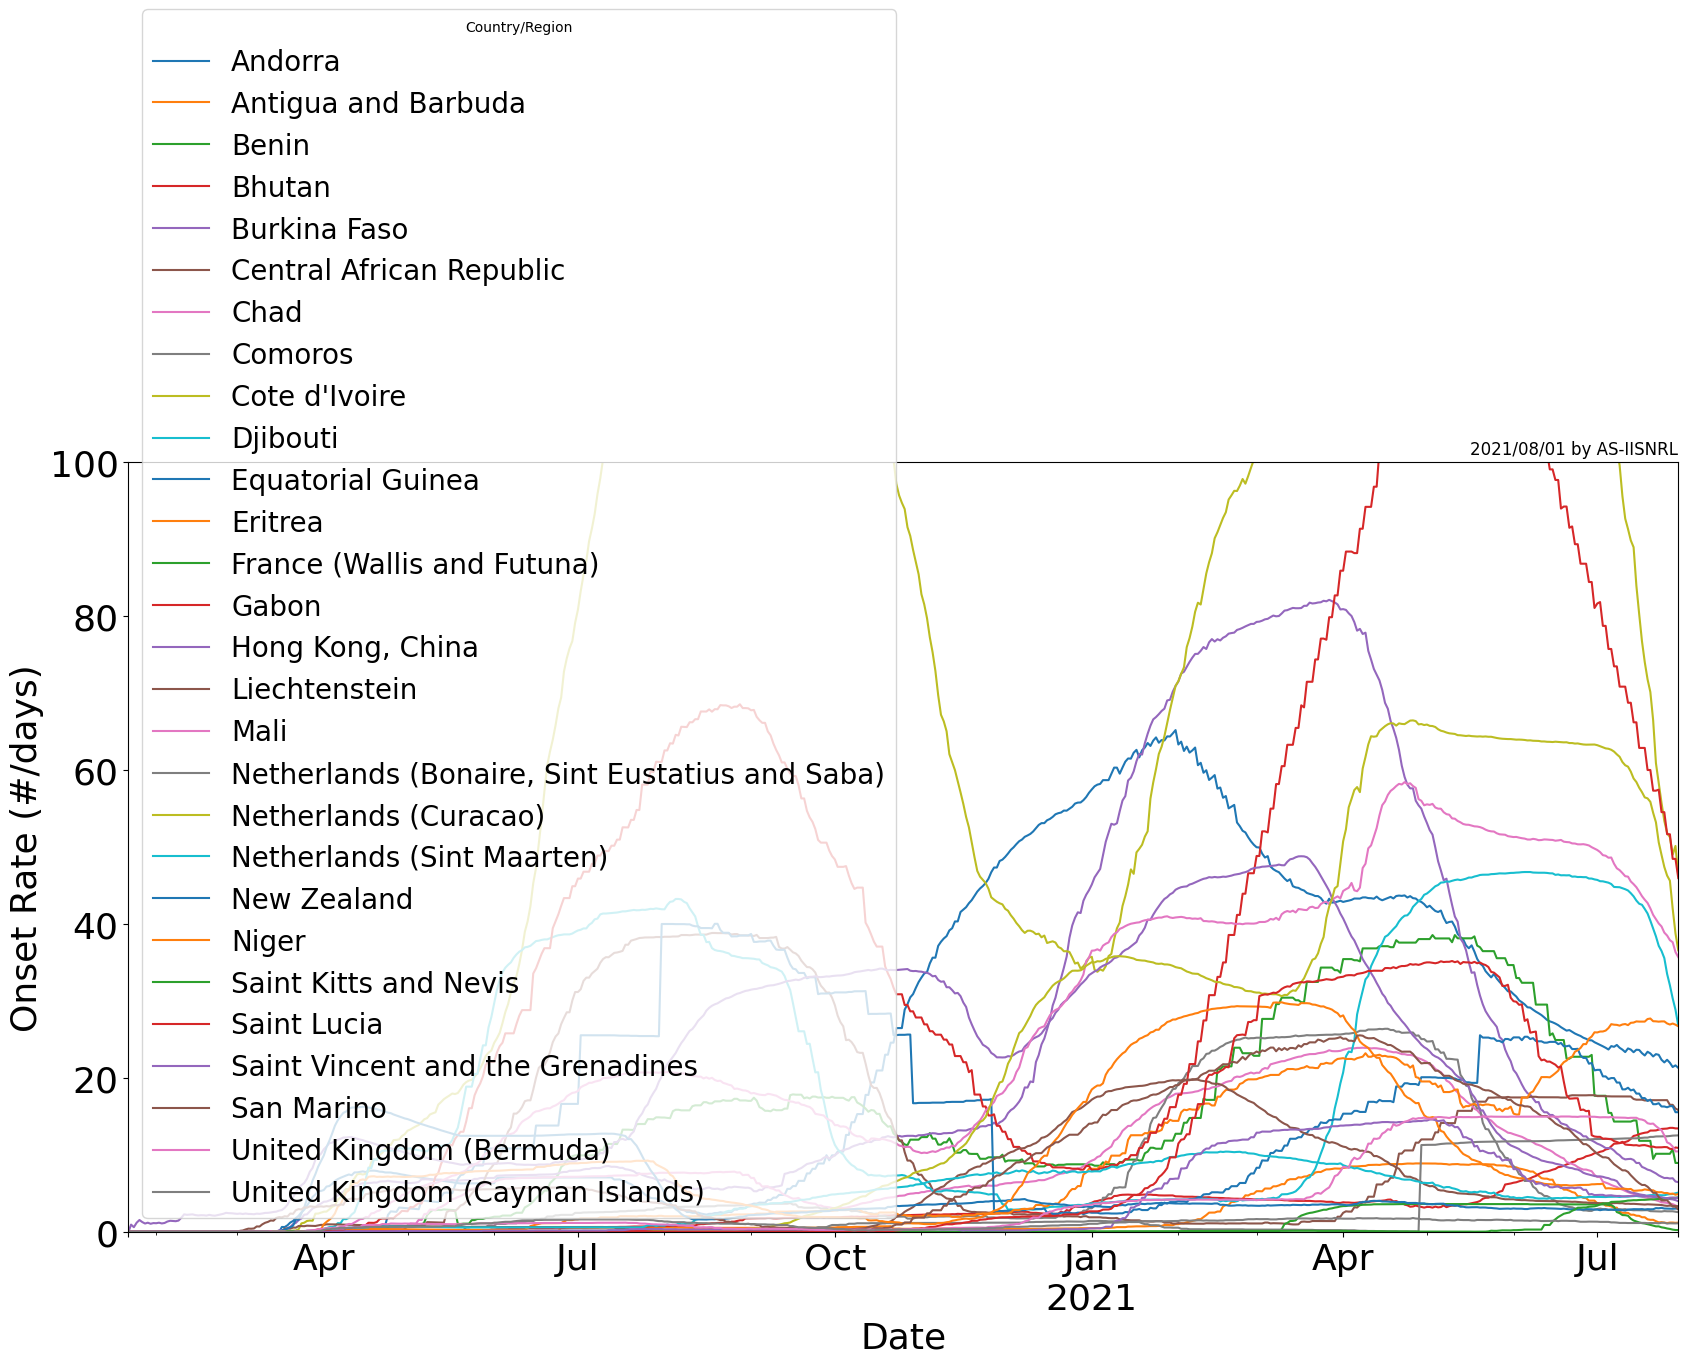 Country/Region
Andorra
Antigua and Barbuda
Benin
Bhutan
Burkina Faso
Central African Republic
Chad
Comoros
Cote d'Ivoire
Djibouti
Equatorial Guinea
Eritrea
France (Wallis and Futuna)
Gabon
Hong Kong, China
Liechtenstein
Mali
Netherlands (Bonaire, Sint Eustatius and Saba)
Netherlands (Curacao)
Netherlands (Sint Maarten)
New Zealand
Niger
Saint Kitts and Nevis
Saint Lucia
Saint Vincent and the Grenadines
San Marino
United Kingdom (Bermuda)
United Kingdom (Cayman Islands)
2021/08/01 by AS-IISNRL
100
80
60
40
20
0
Onset Rate (#/days)
Apr Jul Oct Jan Apr Jul
2021
Date